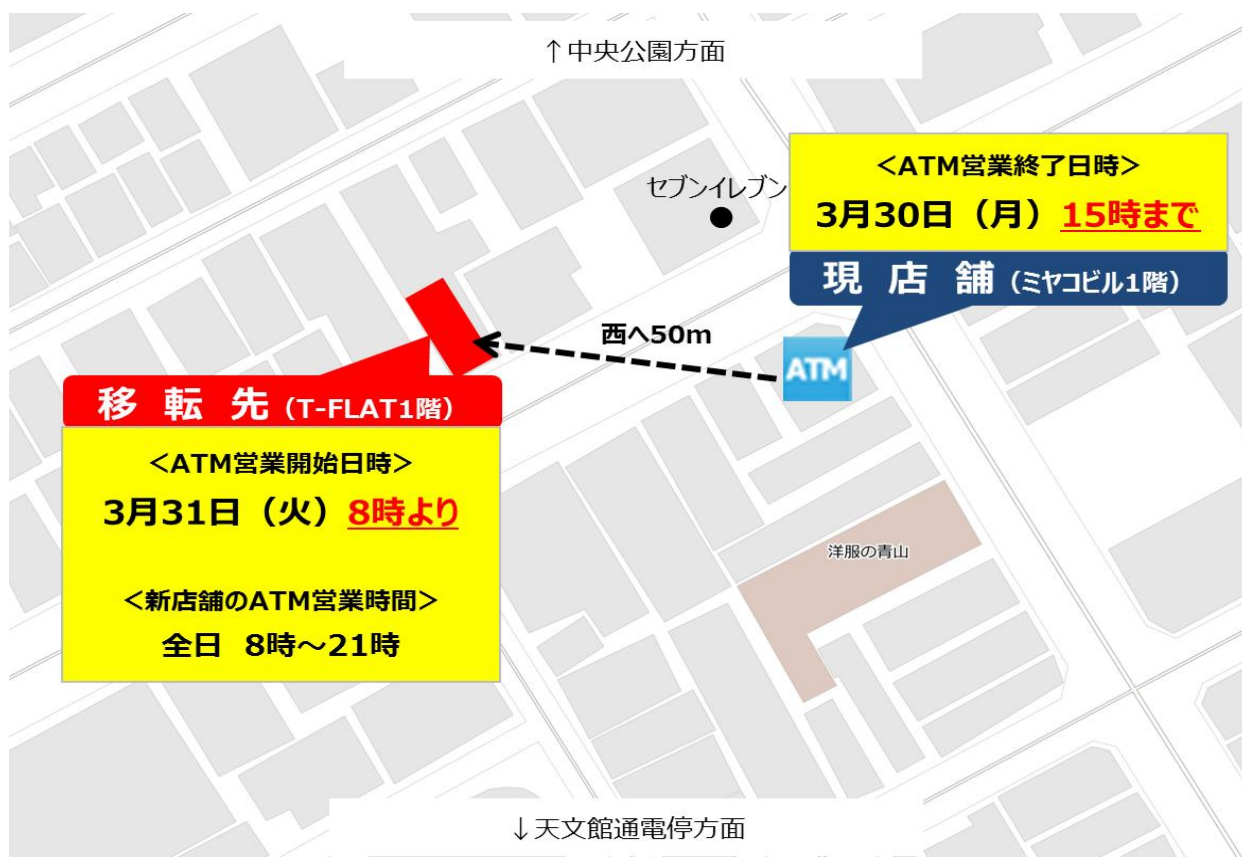 ↑中央公園方面
<ATM営業終了日時>
3月30日（月）15時まで
現 店 舗（ミヤコビル1階）
セブンイレブン
西へ50m
ATM
移 転 先（T-FLAT1階）
<ATM営業開始日時>
3月31日（火）8時より
<新店舗のATM営業時間>
全日 8時～21時
洋服の青山
↓天文館通電停方面